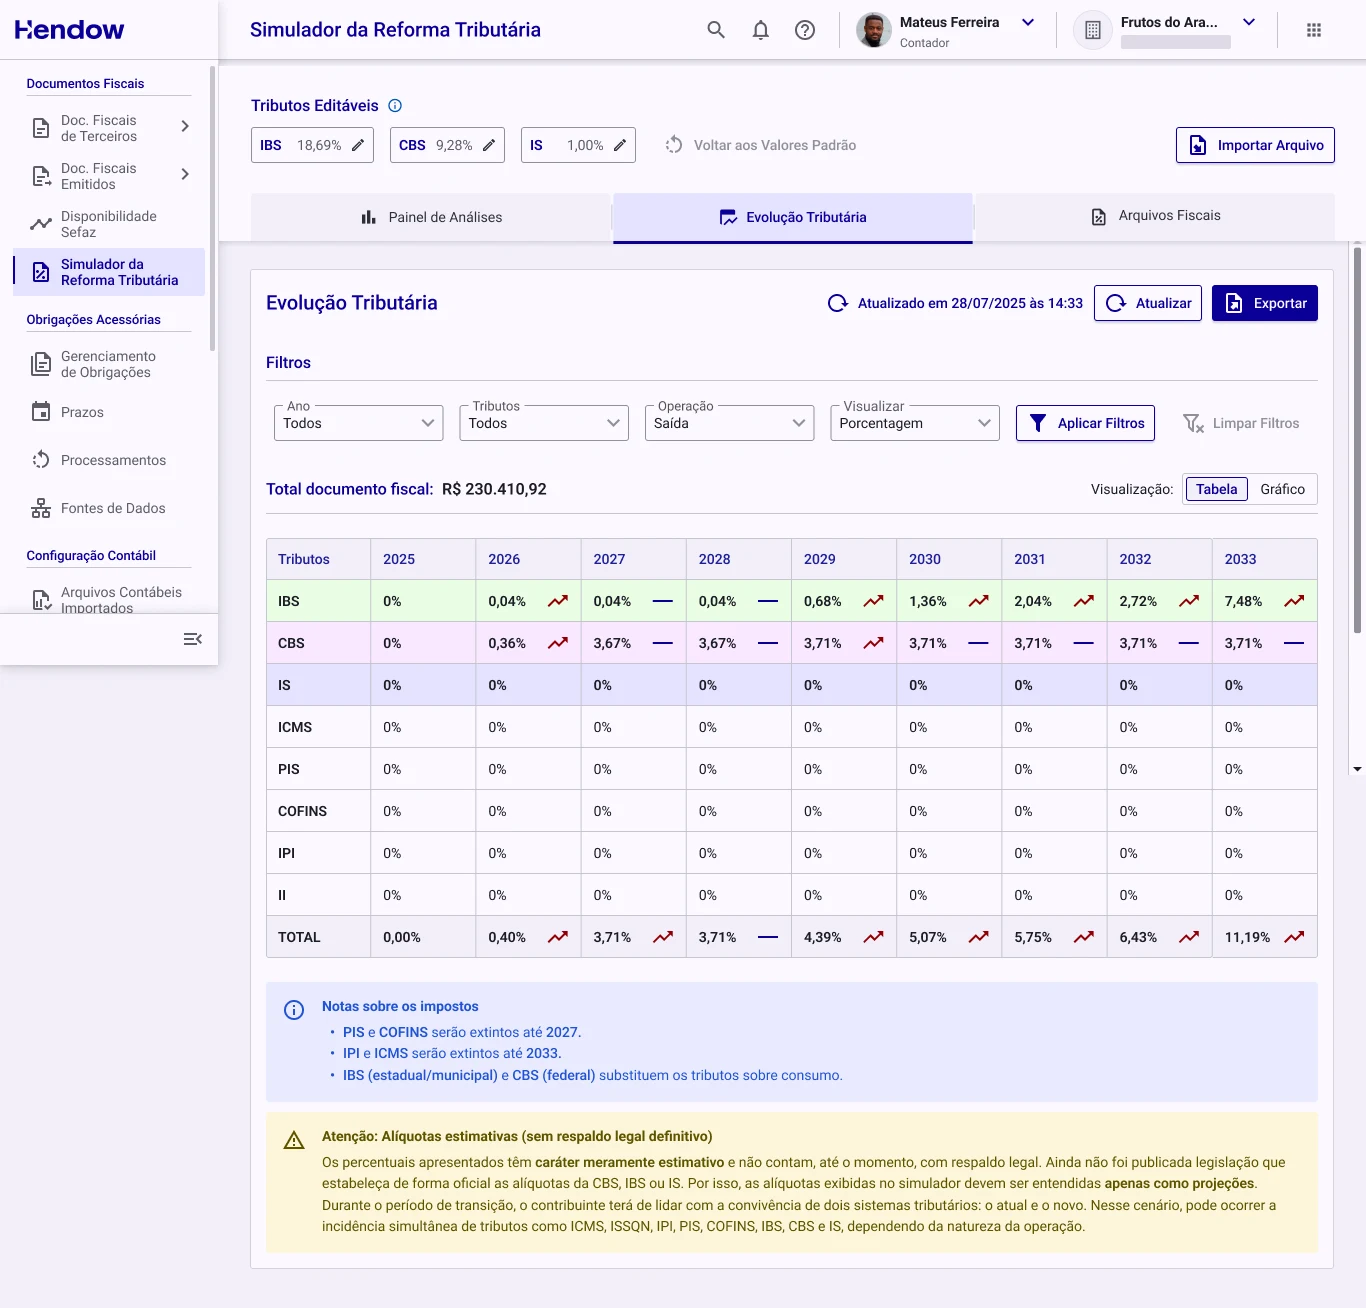 Hendow
Simulador da Reforma Tributária
Mateus Ferreira
Contador
Frutos do Ara...
Documentos Fiscais
Doc. Fiscais
de Terceiros
Doc. Fiscais
Emitidos
Disponibilidade
Sefaz
Simulador da
Reforma Tributária
Obrigações Acessórias
Gerenciamento
de Obrigações
Prazos
Processamentos
Fontes de Dados
Configuração Contábil
Arquivos Contábeis
Importados
Tributos Editáveis
IBS 18,69% CBS 9,28% IS 1,00% Voltar aos Valores Padrão Importar Arquivo
Painel de Análises Evolução Tributária Arquivos Fiscais
Evolução Tributária Atualizado em 28/07/2025 às 14:33 Atualizar Exportar
Filtros
Ano Tributos Operação Visualizar
Todos Todos Saída Porcentagem Aplicar Filtros Limpar Filtros
Total documento fiscal: R$ 230.410,92 Visualização: Tabela Gráfico
Tributos 2025 2026 2027 2028 2029 2030 2031 2032 2033
IBS 0% 0,04% 0,04% 0,04% 0,68% 1,36% 2,04% 2,72% 7,48%
CBS 0% 0,36% 3,67% 3,67% 3,71% 3,71% 3,71% 3,71% 3,71%
IS 0% 0% 0% 0% 0% 0% 0% 0% 0%
ICMS 0% 0% 0% 0% 0% 0% 0% 0% 0%
PIS 0% 0% 0% 0% 0% 0% 0% 0% 0%
COFINS 0% 0% 0% 0% 0% 0% 0% 0% 0%
IPI 0% 0% 0% 0% 0% 0% 0% 0% 0%
II 0% 0% 0% 0% 0% 0% 0% 0% 0%
TOTAL 0,00% 0,40% 3,71% 3,71% 4,39% 5,07% 5,75% 6,43% 11,19%
Notas sobre os impostos
• PIS e COFINS serão extintos até 2027.
• IPI e ICMS serão extintos até 2033.
• IBS (estadual/municipal) e CBS (federal) substituem os tributos sobre consumo.
Atenção: Alíquotas estimativas (sem respaldo legal definitivo)
Os percentuais apresentados têm caráter meramente estimativo e não contam, até o momento, com respaldo legal. Ainda não foi publicada legislação que
estabeleça de forma oficial as alíquotas da CBS, IBS ou IS. Por isso, as alíquotas exibidas no simulador devem ser entendidas apenas como projeções.
Durante o período de transição, o contribuinte terá de lidar com a convivência de dois sistemas tributários: o atual e o novo. Nesse cenário, pode ocorrer a
incidência simultânea de tributos como ICMS, ISSQN, IPI, PIS, COFINS, IBS, CBS e IS, dependendo da natureza da operação.